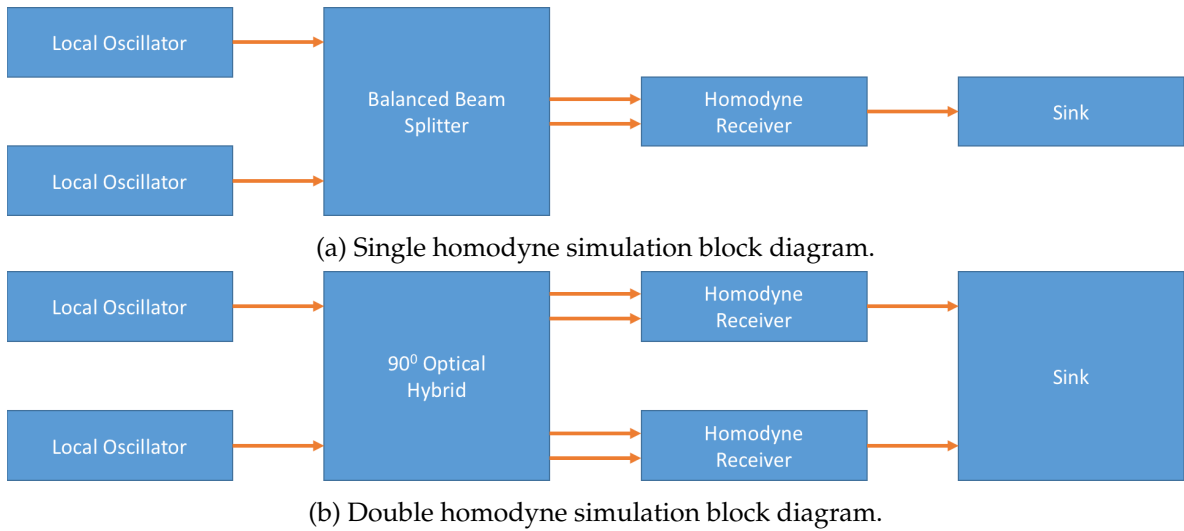 Local Oscillator
Balanced Beam
Splitter
Homodyne
Receiver
Sink
Local Oscillator
(a) Single homodyne simulation block diagram.
Local Oscillator
90⁰ Optical
Hybrid
Homodyne
Receiver
Sink
Local Oscillator
Homodyne
Receiver
(b) Double homodyne simulation block diagram.